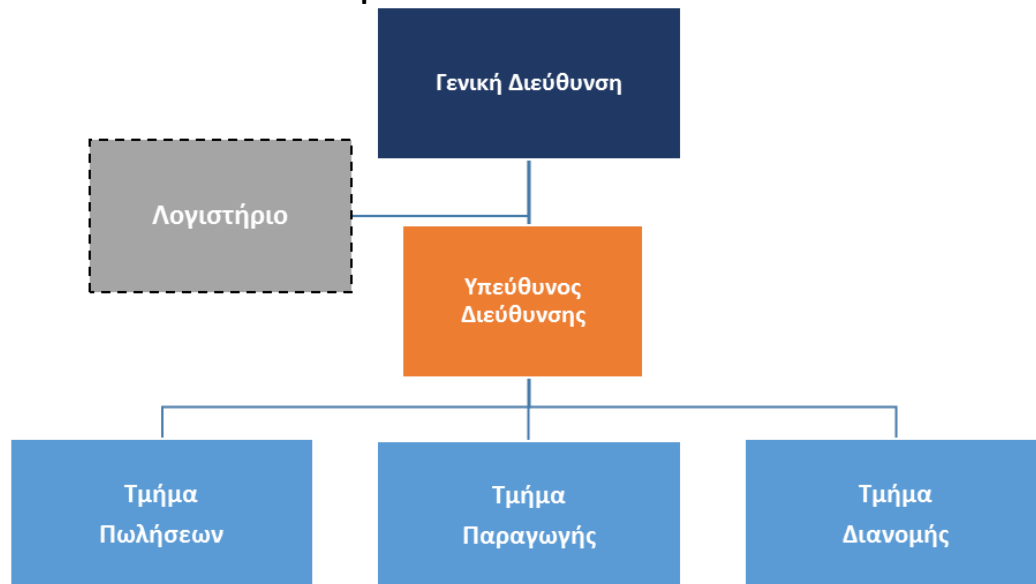 Γενική Διεύθυνση
Λογιστήριο
Υπεύθυνος
Διεύθυνσης
Τμήμα
Πωλήσεων
Τμήμα
Παραγωγής
Τμήμα
Διανομής